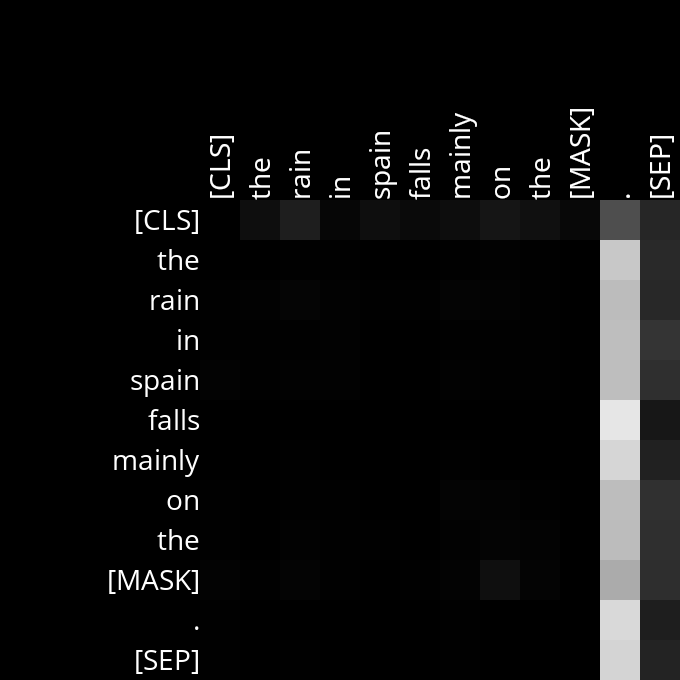 [CLS] the rain in spain falls mainly on the [MASK] . [SEP]
[CLS]
the
rain
in
spain
falls
mainly
on
the
[MASK]
.
[SEP]